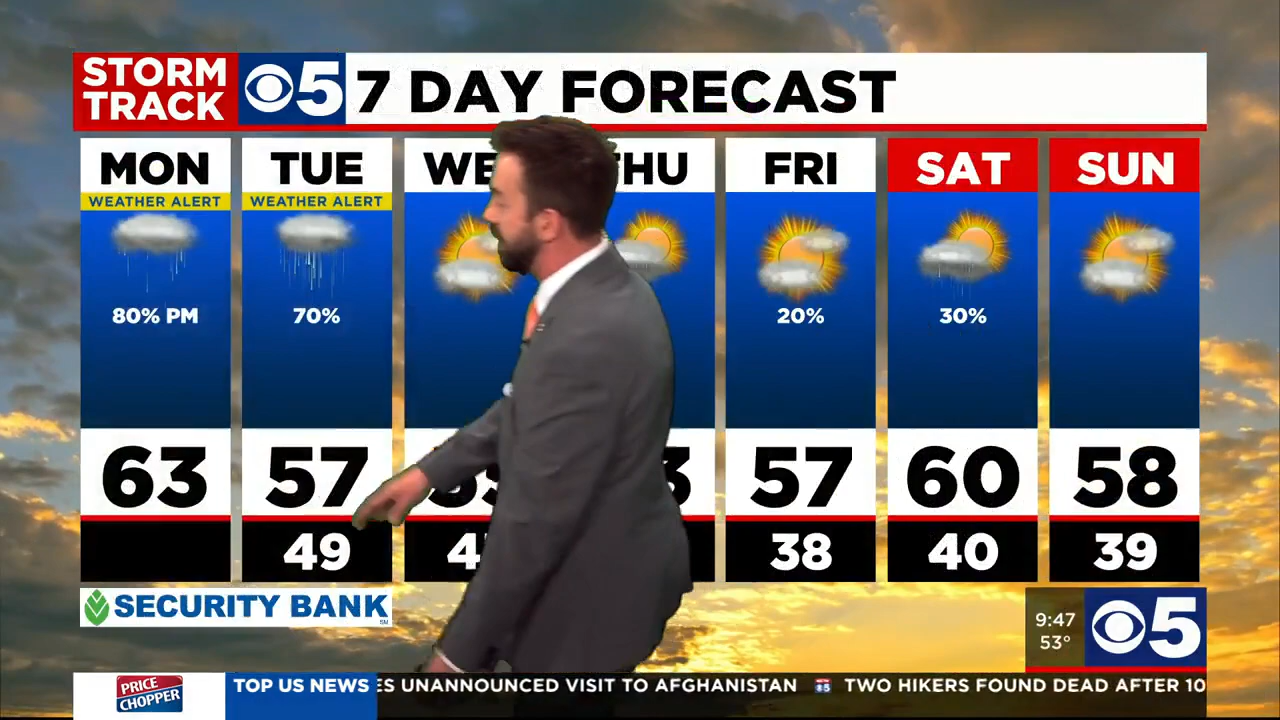 STORM
TRACK
5
7 DAY FORECAST
MON
TUE
FRI
SAT
SUN
WEATHER ALERT
WEATHER ALERT
80% PM
70%
20%
30%
63
57
57
60
58
49
38
40
39
SECURITY BANK
SM
9:47
53°
5
PRICE
CHOPPER
TOP US NEWS
UNANNOUNCED VISIT TO AFGHANISTAN
TWO HIKERS FOUND DEAD AFTER 10